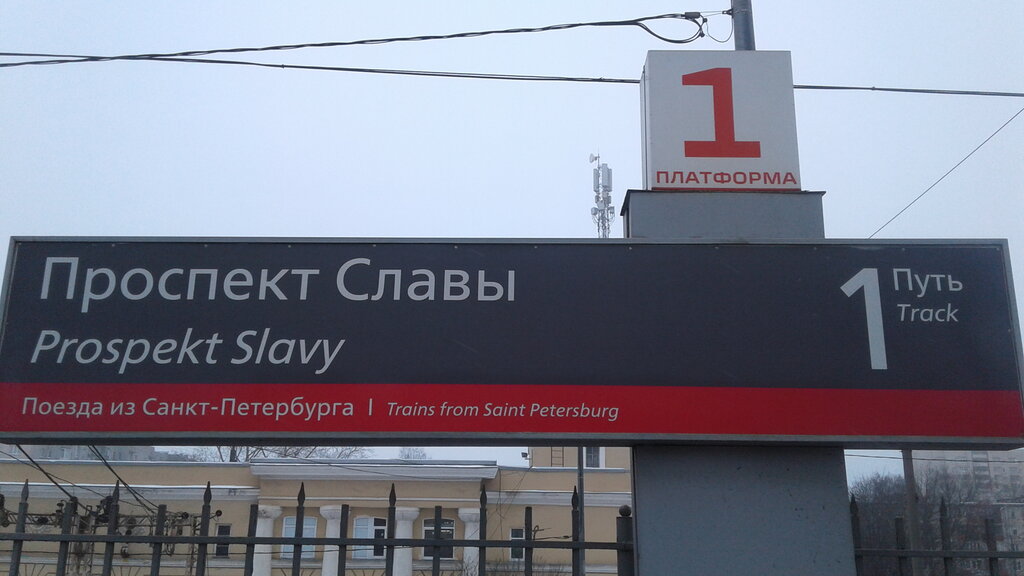 1
ПЛАТФОРМА
Проспект Славы
Prospekt Slavy
1 Путь
Track
Поезда из Санкт-Петербурга | Trains from Saint Petersburg